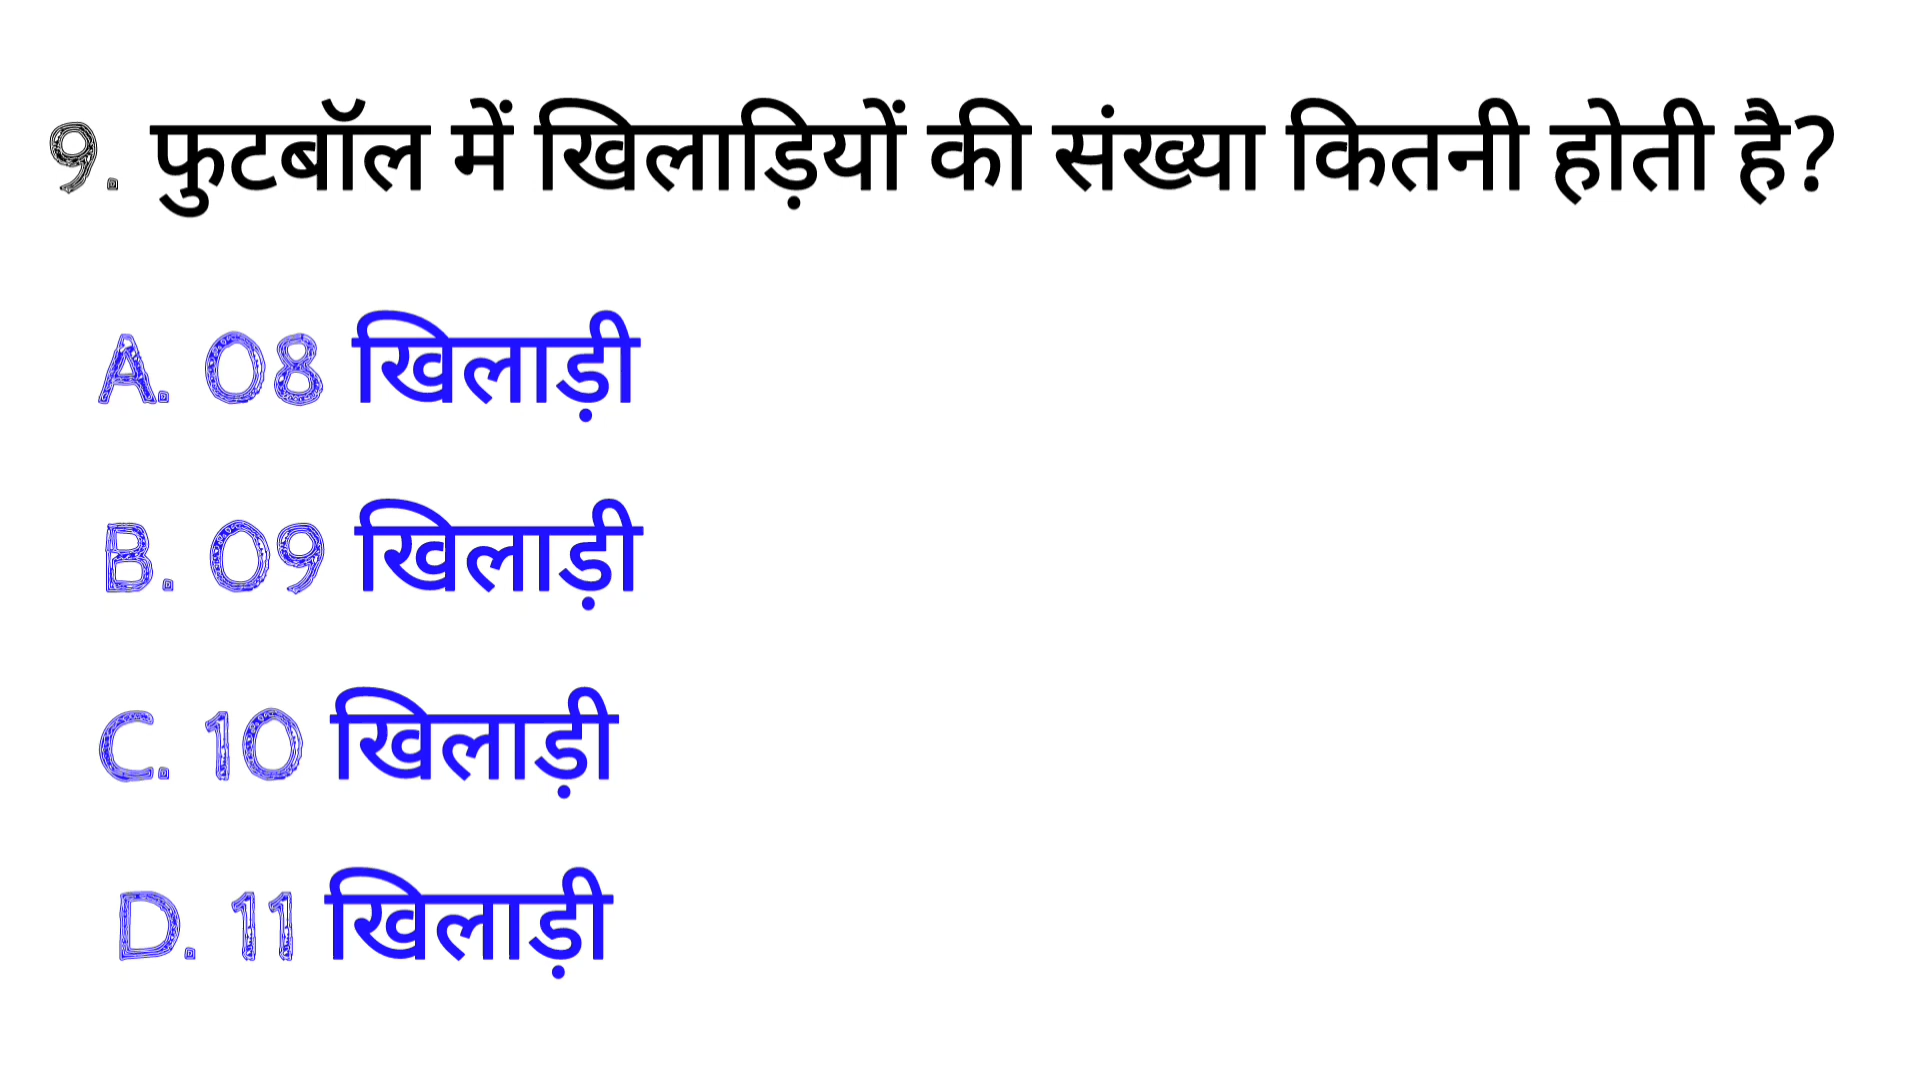 9. फुटबॉल में खिलाड़ियों की संख्या कितनी होती है?
A. 08 खिलाड़ी
B. 09 खिलाड़ी
C. 10 खिलाड़ी
D. 11 खिलाड़ी